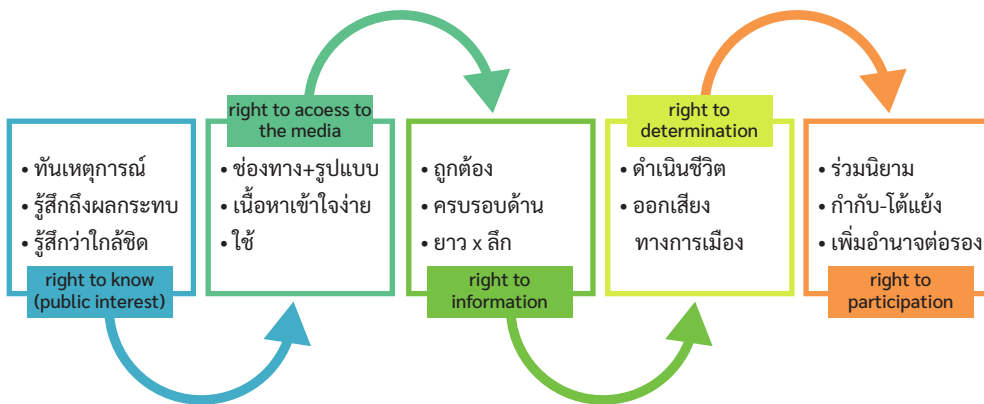 • ทันเหตุการณ์
• รู้สึกถึงผลกระทบ
• รู้สึกว่าใกล้ชิด
right to know
(public interest)
right to acoess to
the media
• ช่องทาง+รูปแบบ
• เนื้อหาเข้าใจง่าย
• ใช้
• ถูกต้อง
• ครบรอบด้าน
• ยาว x ลึก
right to
information
right to
determination
• ดำเนินชีวิต
• ออกเสียง
ทางการเมือง
• ร่วมนิยาม
• กำกับ-โต้แย้ง
• เพิ่มอำนาจต่อรอง
right to
participation